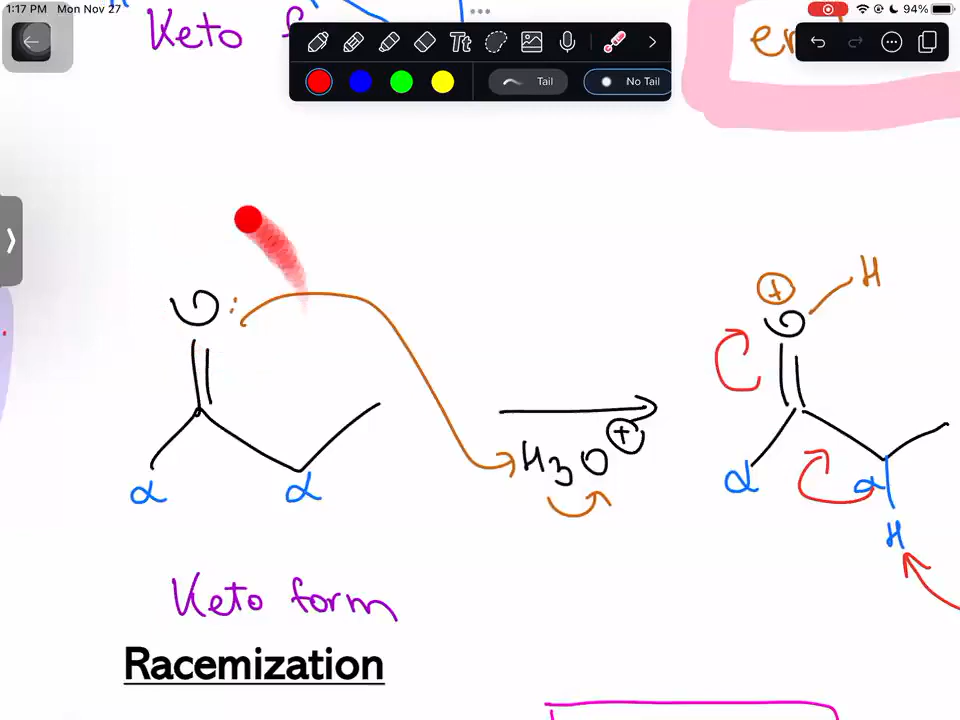 1:17 PM Mon Nov 27
94%
Keto f
Tt
Tail
No Tail
O :
⊕
O
H
H3O⊕
α
α
α
α
H
Keto form
Racemization